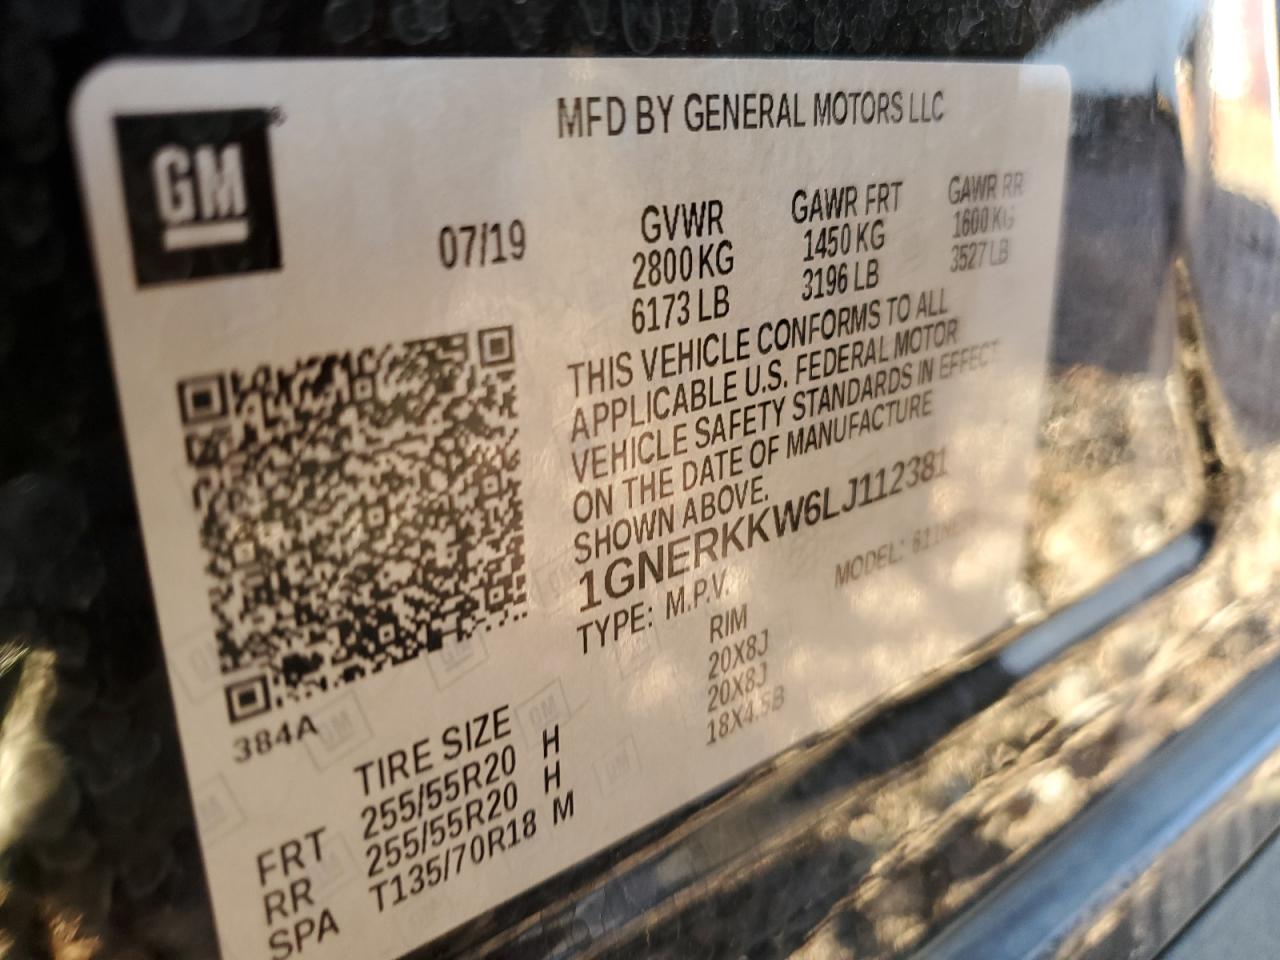 GM
MFD BY GENERAL MOTORS LLC
07/19
GVWR GAWR FRT GAWR RR
2800 KG 1450 KG 1600 KG
6173 LB 3196 LB 3527 LB
THIS VEHICLE CONFORMS TO ALL
APPLICABLE U.S. FEDERAL MOTOR
VEHICLE SAFETY STANDARDS IN EFFECT
ON THE DATE OF MANUFACTURE
SHOWN ABOVE.
1GNERKKW6LJ112381
TYPE: M.P.V. MODEL:
384A
TIRE SIZE RIM
FRT 255/55R20 H 20X8J
RR 255/55R20 H 20X8J
SPA T135/70R18 M 18X4.5B